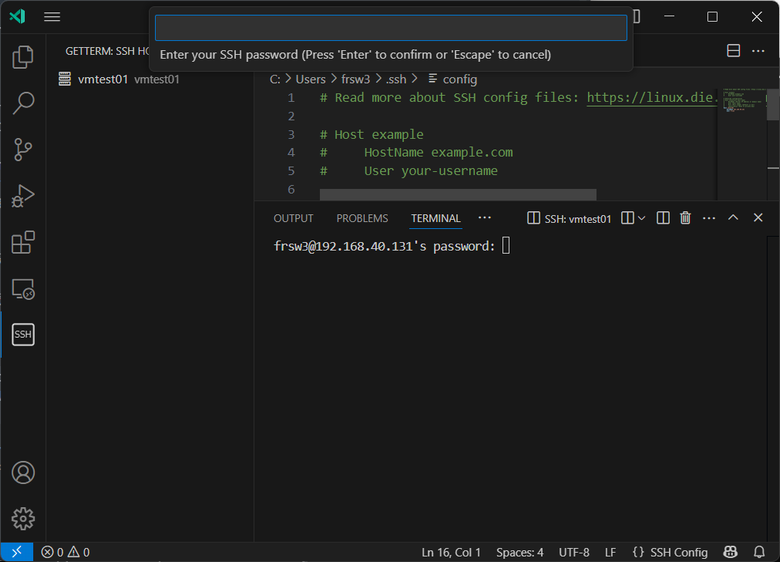 Enter your SSH password (Press 'Enter' to confirm or 'Escape' to cancel)
GETTERM: SSH HO
vmtest01 vmtest01
C: > Users > frsw3 > .ssh > config
1 # Read more about SSH config files: https://linux.die.
2
3 # Host example
4 #     HostName example.com
5 #     User your-username
6
OUTPUT PROBLEMS TERMINAL ··· SSH: vmtest01 ···
frsw3@192.168.40.131's password:
SSH
0 0 Ln 16, Col 1 Spaces: 4 UTF-8 LF {} SSH Config